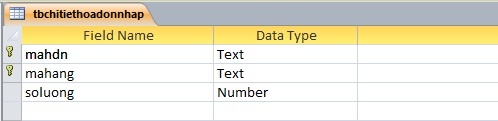 tbchitiethoadonnhap
Field Name Data Type
mahdn Text
mahang Text
soluong Number